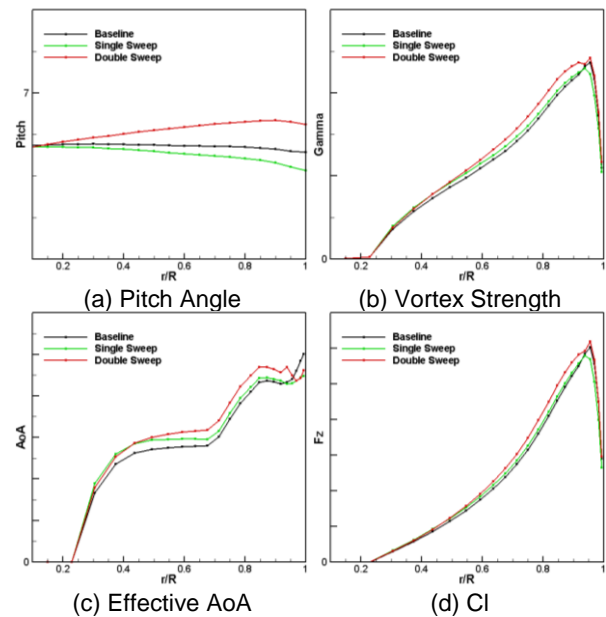 Baseline
Single Sweep
Double Sweep
7
Pitch
0.2 0.4 0.6 0.8 1
r/R
(a) Pitch Angle
Baseline
Single Sweep
Double Sweep
Gamma
0
0.2 0.4 0.6 0.8 1
r/R
(b) Vortex Strength
Baseline
Single Sweep
Double Sweep
AoA
0
0.2 0.4 0.6 0.8 1
r/R
(c) Effective AoA
Baseline
Single Sweep
Double Sweep
Fz
0
0.2 0.4 0.6 0.8 1
r/R
(d) Cl